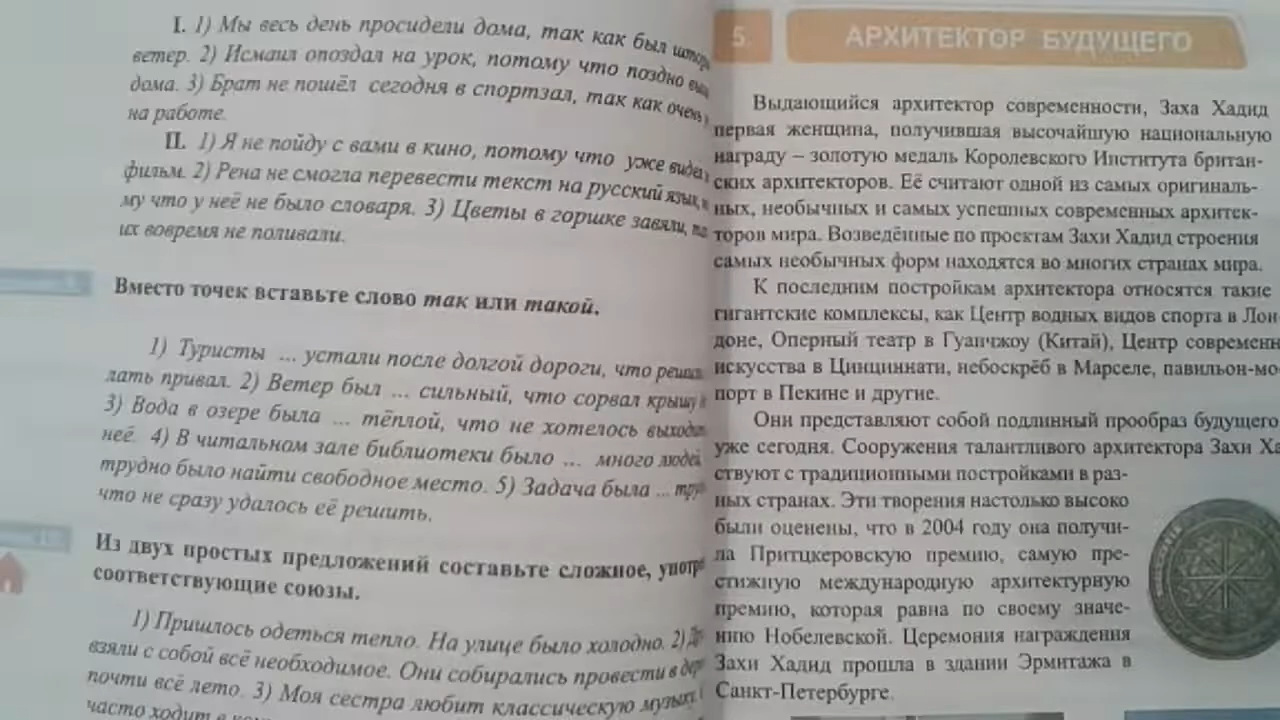 I. 1) Мы весь день просидели дома, так как был
ветер. 2) Исмаил опоздал на урок, потому что поздно
дома. 3) Брат не пошёл сегодня в спортзал, так как очень
на работе.
II. 1) Я не пойду с вами в кино, потому что уже видел
фильм. 2) Рена не смогла перевести текст на русский язык,
му что у неё не было словаря. 3) Цветы в горшке завяли,
их вовремя не поливали.
Вместо точек вставьте слово так или такой.
1) Туристы ... устали после долгой дороги, что
лать привал. 2) Ветер был ... сильный, что сорвал крышу
3) Вода в озере была ... тёплой, что не хотелось
неё. 4) В читальном зале библиотеки было ... много людей,
трудно было найти свободное место. 5) Задача была ...
что не сразу удалось её решить.
Из двух простых предложений составьте сложное,
соответствующие союзы.
1) Пришлось одеться тепло. На улице было холодно. 2)
взяли с собой всё необходимое. Они собирались провести в
почти всё лето. 3) Моя сестра любит классическую музыку.
часто ходит в
5. АРХИТЕКТОР БУДУЩЕГО
Выдающийся архитектор современности, Заха Хадид
первая женщина, получившая высочайшую национальную
награду – золотую медаль Королевского Института британ-
ских архитекторов. Её считают одной из самых оригиналь-
ных, необычных и самых успешных современных архитек-
торов мира. Возведённые по проектам Захи Хадид строения
самых необычных форм находятся во многих странах мира.
К последним постройкам архитектора относятся такие
гигантские комплексы, как Центр водных видов спорта в Лон-
доне, Оперный театр в Гуанчжоу (Китай), Центр современн
искусства в Цинциннати, небоскрёб в Марселе, павильон-мо
порт в Пекине и другие.
Они представляют собой подлинный прообраз будущего
уже сегодня. Сооружения талантливого архитектора Захи Ха
ствуют с традиционными постройками в раз-
ных странах. Эти творения настолько высоко
были оценены, что в 2004 году она получи-
ла Притцкеровскую премию, самую пре-
стижную международную архитектурную
премию, которая равна по своему значе-
нию Нобелевской. Церемония награждения
Захи Хадид прошла в здании Эрмитажа в
Санкт-Петербурге.